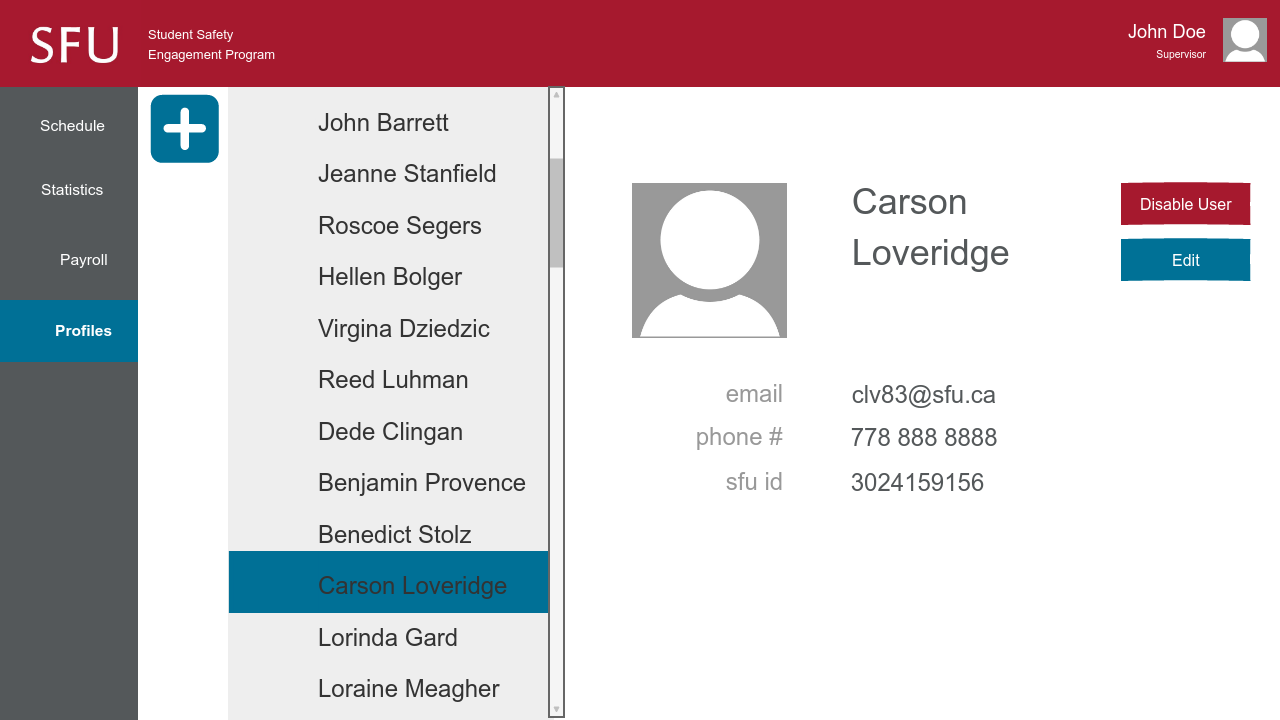 SFU
Student Safety
Engagement Program
John Doe
Supervisor
Schedule
Statistics
Payroll
Profiles
John Barrett
Jeanne Stanfield
Roscoe Segers
Hellen Bolger
Virgina Dziedzic
Reed Luhman
Dede Clingan
Benjamin Provence
Benedict Stolz
Carson Loveridge
Lorinda Gard
Loraine Meagher
Carson
Loveridge
Disable User
Edit
email clv83@sfu.ca
phone # 778 888 8888
sfu id 3024159156